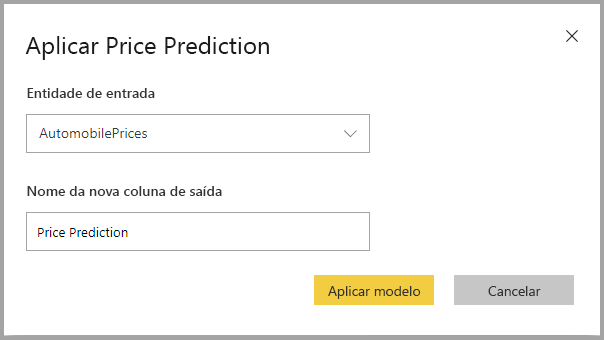 Aplicar Price Prediction
Entidade de entrada
AutomobilePrices
Nome da nova coluna de saída
Price Prediction
Aplicar modelo Cancelar